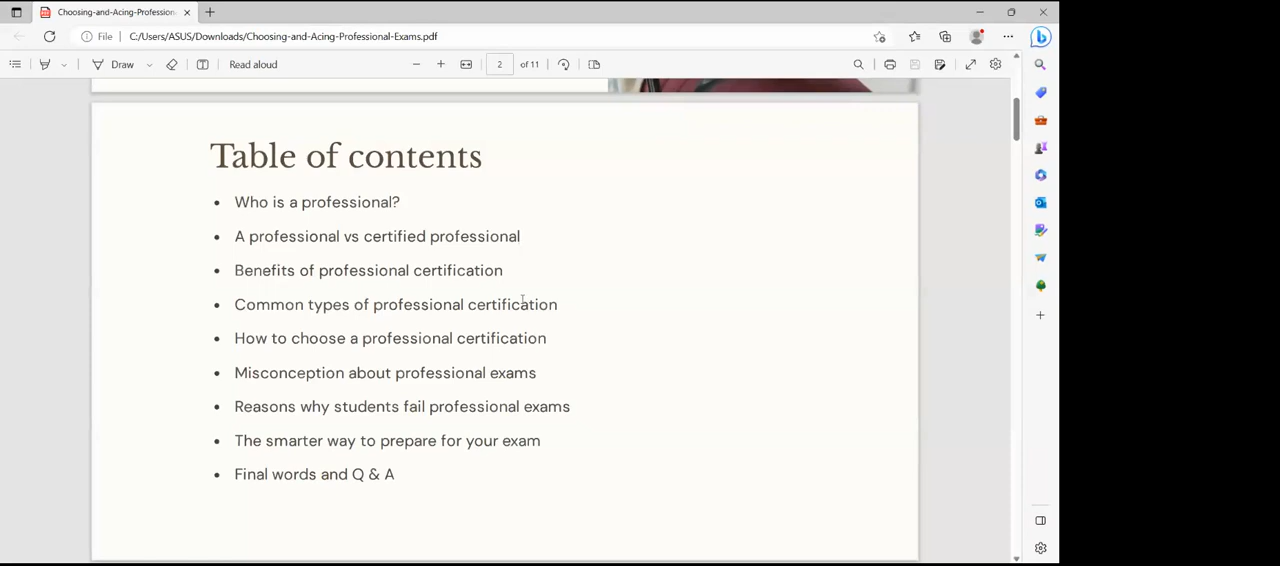 Choosing-and-Acing-Profession
File C:/Users/ASUS/Downloads/Choosing-and-Acing-Professional-Exams.pdf
Draw Read aloud 2 of 11
Table of contents
• Who is a professional?
• A professional vs certified professional
• Benefits of professional certification
• Common types of professional certification
• How to choose a professional certification
• Misconception about professional exams
• Reasons why students fail professional exams
• The smarter way to prepare for your exam
• Final words and Q & A